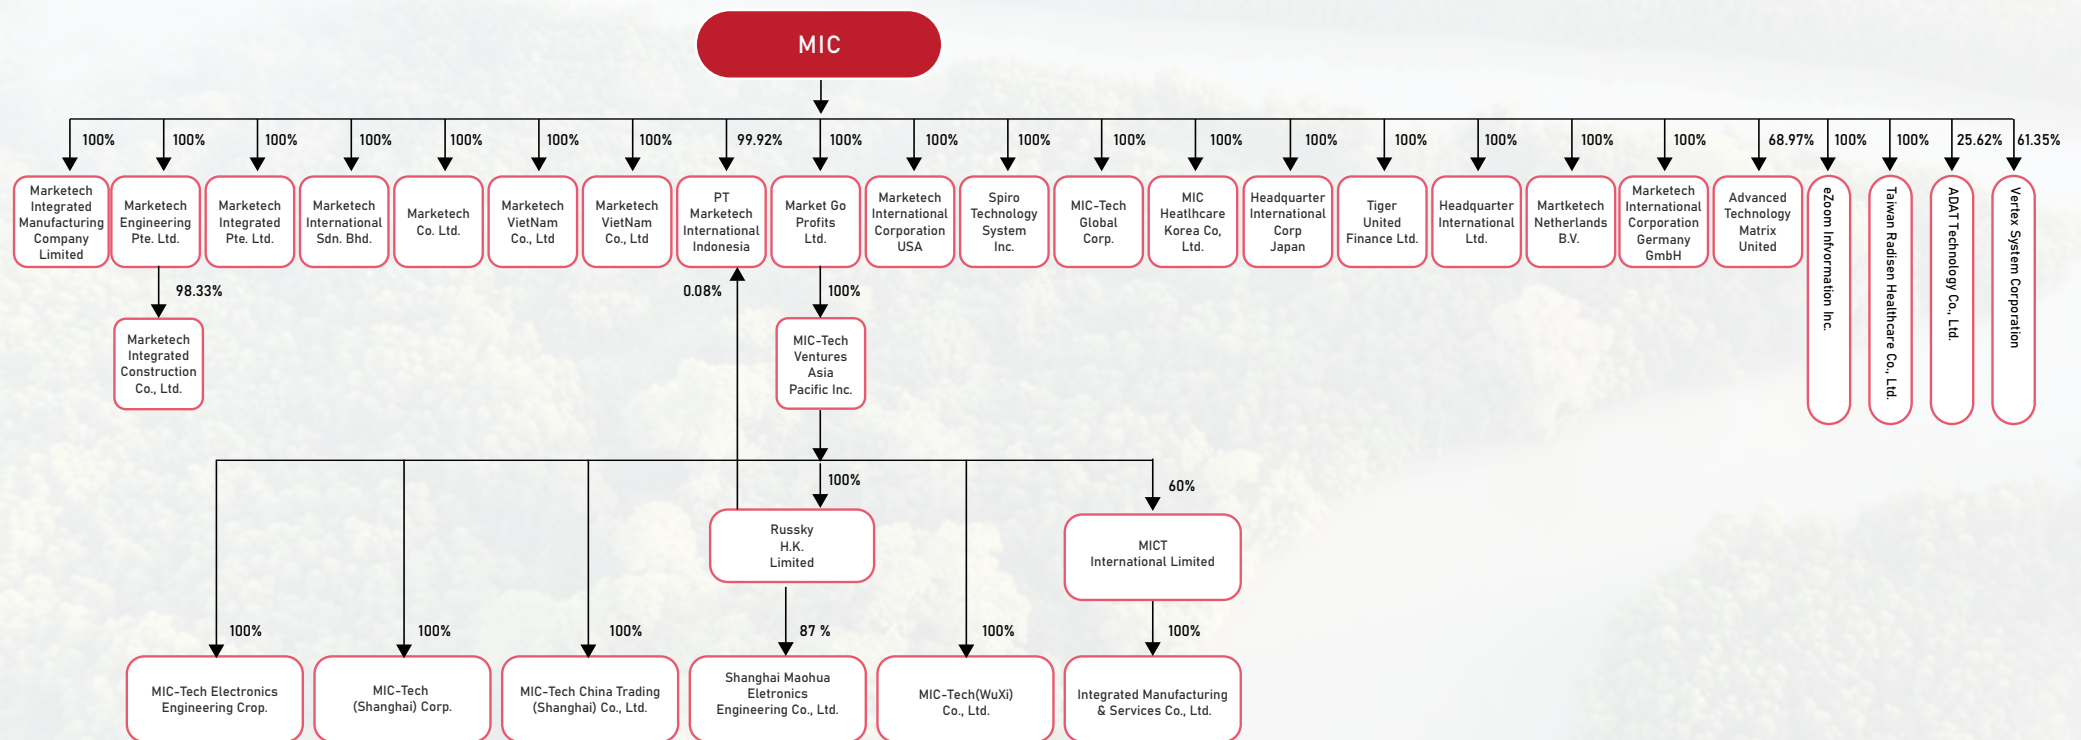 MIC
100%
100%
100%
100%
100%
100%
100%
99.92%
100%
100%
100%
100%
100%
100%
100%
100%
100%
100%
68.97%
100%
100%
25.62%
61.35%
Marketech
Integrated
Manufacturing
Company
Limited
Marketech
Engineering
Pte. Ltd.
Marketech
Integrated
Pte. Ltd.
Marketech
International
Sdn. Bhd.
Marketech
Co. Ltd.
Marketech
VietNam
Co., Ltd
Marketech
VietNam
Co., Ltd
PT
Marketech
International
Indonesia
Market Go
Profits
Ltd.
Marketech
International
Corporation
USA
Spiro
Technology
System
Inc.
MIC-Tech
Global
Corp.
MIC
Heatlhcare
Korea Co,
Ltd.
Headquarter
International
Corp
Japan
Tiger
United
Finance Ltd.
Headquarter
International
Ltd.
Martketech
Netherlands
B.V.
Marketech
International
Corporation
Germany
GmbH
Advanced
Technology
Matrix
United
eZoom Infvormation Inc.
Taiwan Radisen Healthcare Co., Ltd.
ADAT Technology Co., Ltd.
Vertex System Corporation
98.33%
0.08%
100%
Marketech
Integrated
Construction
Co., Ltd.
MIC-Tech
Ventures
Asia
Pacific Inc.
100%
60%
Russky
H.K.
Limited
MICT
International Limited
100%
100%
100%
87 %
100%
100%
MIC-Tech Electronics
Engineering Crop.
MIC-Tech
(Shanghai) Corp.
MIC-Tech China Trading
(Shanghai) Co., Ltd.
Shanghai Maohua
Eletronics
Engineering Co., Ltd.
MIC-Tech(WuXi)
Co., Ltd.
Integrated Manufacturing
& Services Co., Ltd.